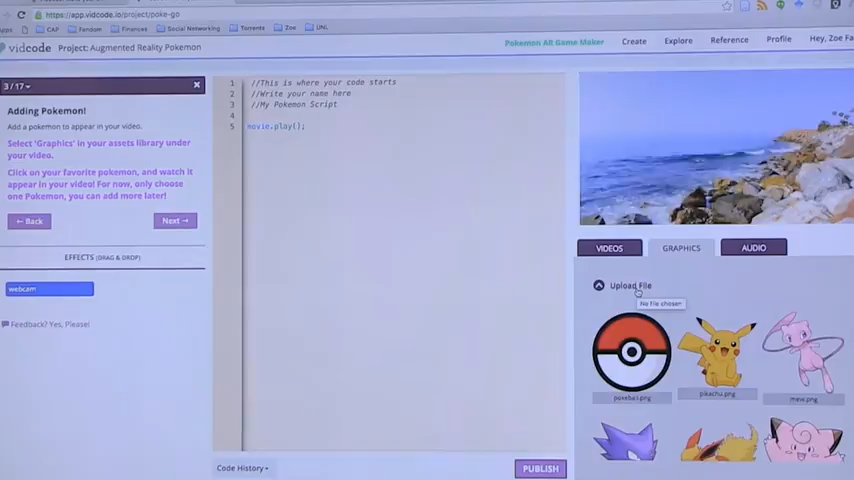 https://app.vidcode.io/project/poke-go
Apps
CAP
Fandom
Finances
Social Networking
Torrents
Zoe
UNL
vidcode
Project: Augmented Reality Pokemon
Pokemon AR Game Maker
Create
Explore
Reference
Profile
Hey, Zoe Fa
3 / 17
×
Adding Pokemon!
Add a pokemon to appear in your video.
Select 'Graphics' in your assets library under
your video.
Click on your favorite pokemon, and watch it
appear in your video! For now, only choose
one Pokemon, you can add more later!
← Back
Next →
EFFECTS (DRAG & DROP)
webcam
Feedback? Yes, Please!
1 //This is where your code starts
2 //Write your name here
3 //My Pokemon Script
4
5 movie.play();
Code History
PUBLISH
VIDEOS
GRAPHICS
AUDIO
Upload File
No file chosen
pokeball.png
pikachu.png
mew.png